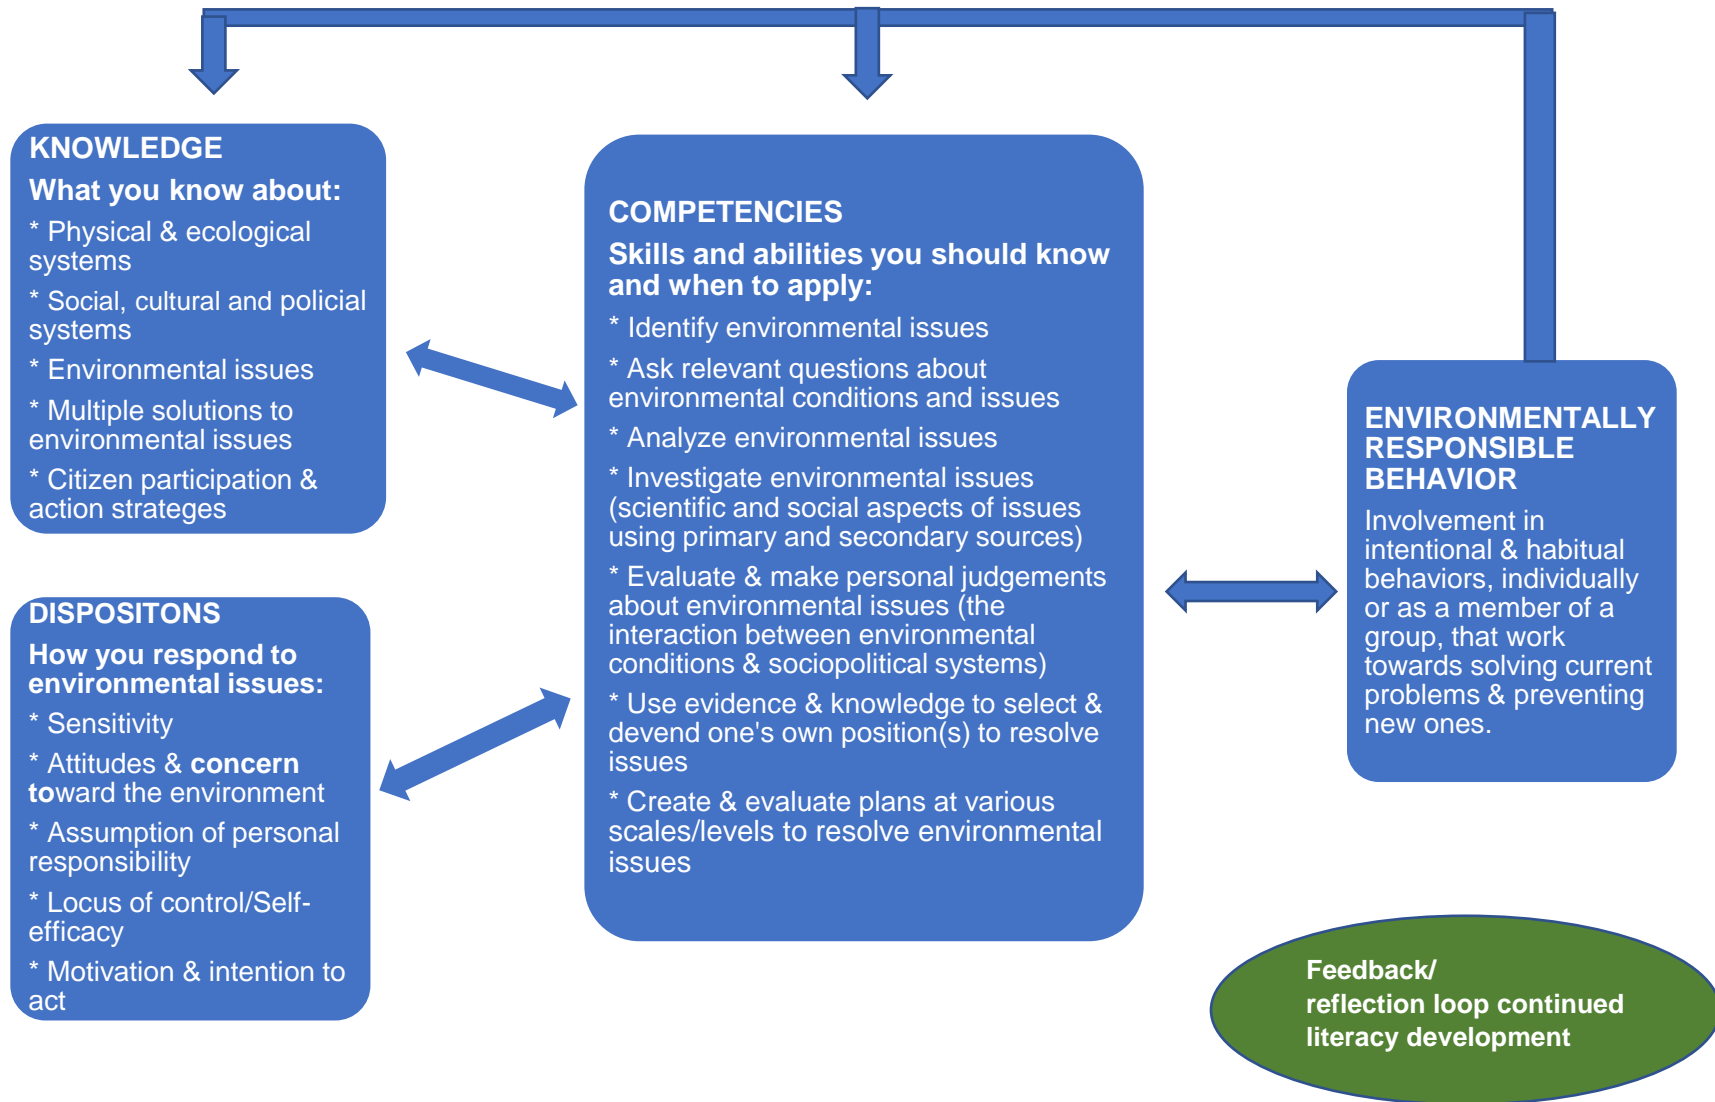 KNOWLEDGE
What you know about:
* Physical & ecological
systems
* Social, cultural and policial
systems
* Environmental issues
* Multiple solutions to
environmental issues
* Citizen participation &
action strateges
DISPOSITONS
How you respond to
environmental issues:
* Sensitivity
* Attitudes & concern
toward the environment
* Assumption of personal
responsibility
* Locus of control/Self-
efficacy
* Motivation & intention to
act
COMPETENCIES
Skills and abilities you should know
and when to apply:
* Identify environmental issues
* Ask relevant questions about
environmental conditions and issues
* Analyze environmental issues
* Investigate environmental issues
(scientific and social aspects of issues
using primary and secondary sources)
* Evaluate & make personal judgements
about environmental issues (the
interaction between environmental
conditions & sociopolitical systems)
* Use evidence & knowledge to select &
devend one's own position(s) to resolve
issues
* Create & evaluate plans at various
scales/levels to resolve environmental
issues
ENVIRONMENTALLY
RESPONSIBLE
BEHAVIOR
Involvement in
intentional & habitual
behaviors, individually
or as a member of a
group, that work
towards solving current
problems & preventing
new ones.
Feedback/
reflection loop continued
literacy development